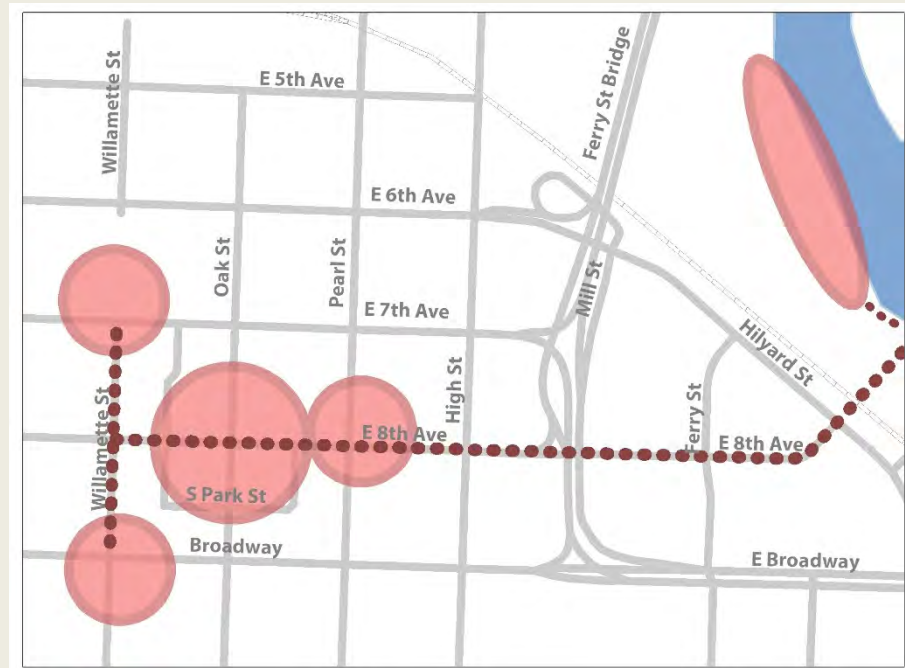 Willamette St
E 5th Ave
Ferry St Bridge
E 6th Ave
Oak St
Pearl St
Mill St
E 7th Ave
Hilyard St
High St
Ferry St
Willamette St
E 8th Ave
E 8th Ave
S Park St
Broadway
E Broadway